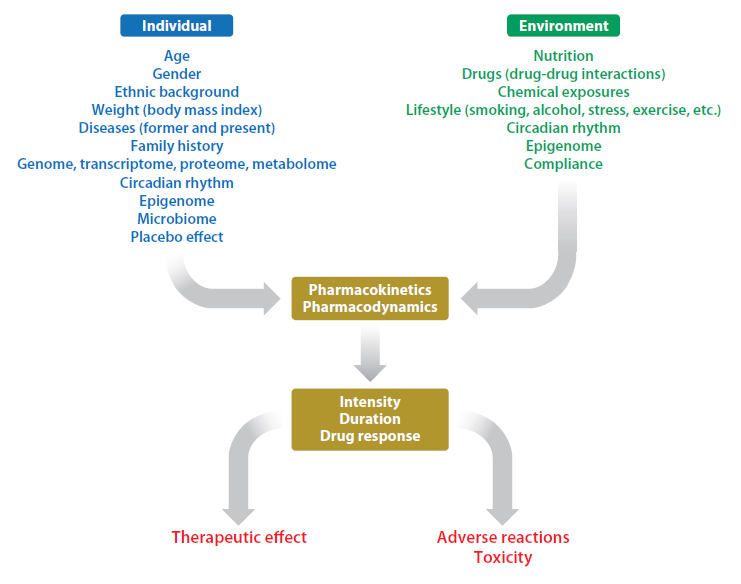 Individual
Age
Gender
Ethnic background
Weight (body mass index)
Diseases (former and present)
Family history
Genome, transcriptome, proteome, metabolome
Circadian rhythm
Epigenome
Microbiome
Placebo effect
Environment
Nutrition
Drugs (drug-drug interactions)
Chemical exposures
Lifestyle (smoking, alcohol, stress, exercise, etc.)
Circadian rhythm
Epigenome
Compliance
Pharmacokinetics
Pharmacodynamics
Intensity
Duration
Drug response
Therapeutic effect
Adverse reactions
Toxicity